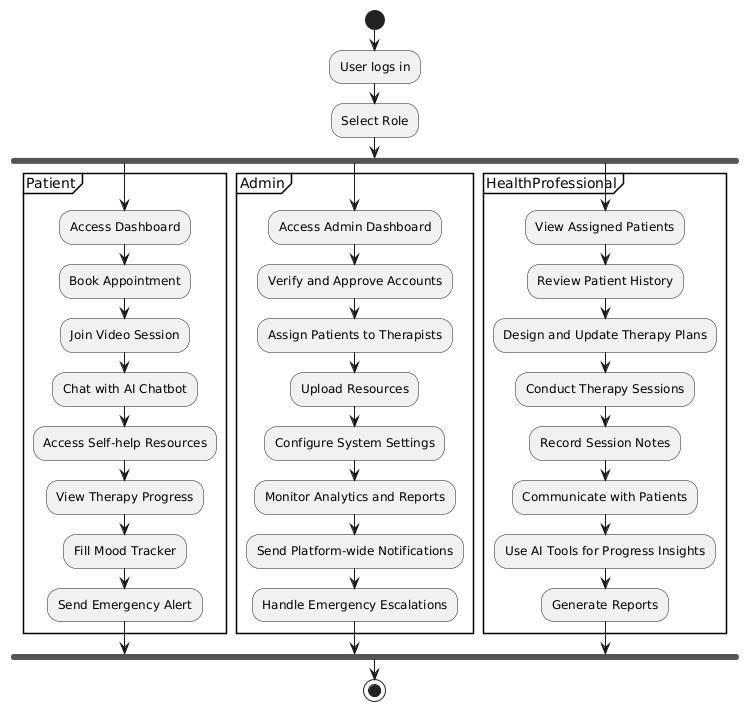 User logs in
Select Role
Patient
Access Dashboard
Book Appointment
Join Video Session
Chat with AI Chatbot
Access Self-help Resources
View Therapy Progress
Fill Mood Tracker
Send Emergency Alert
Admin
Access Admin Dashboard
Verify and Approve Accounts
Assign Patients to Therapists
Upload Resources
Configure System Settings
Monitor Analytics and Reports
Send Platform-wide Notifications
Handle Emergency Escalations
HealthProfessional
View Assigned Patients
Review Patient History
Design and Update Therapy Plans
Conduct Therapy Sessions
Record Session Notes
Communicate with Patients
Use AI Tools for Progress Insights
Generate Reports